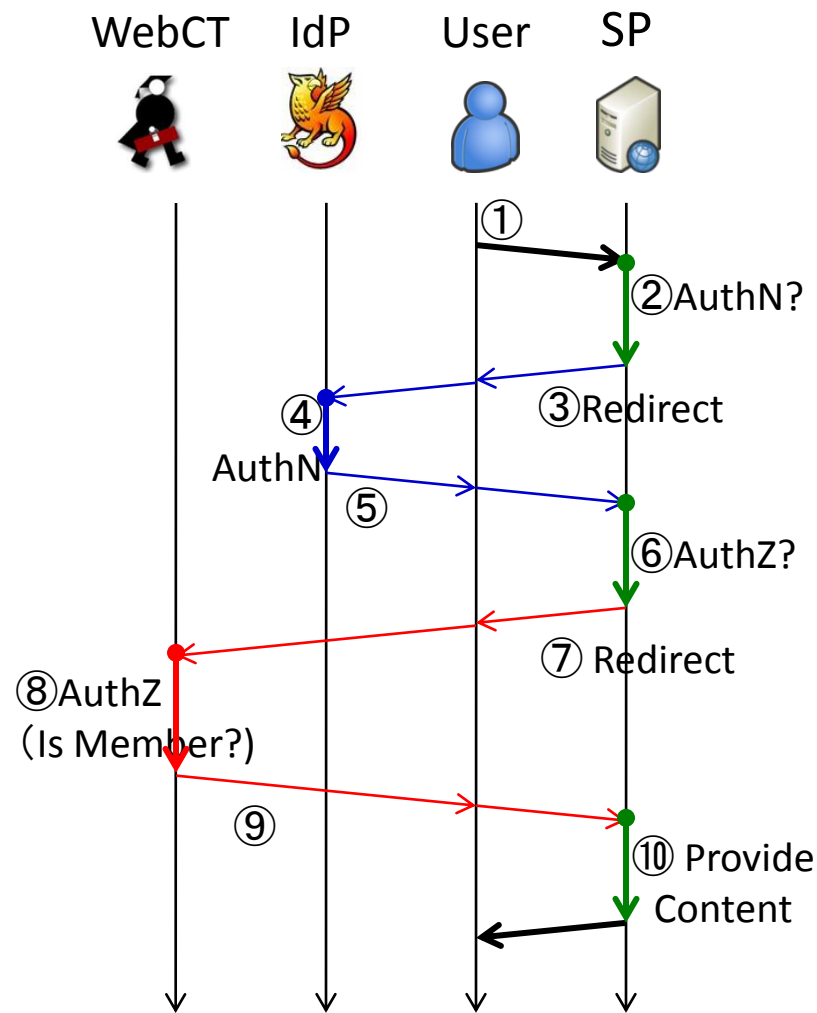 WebCT IdP User SP
①
②AuthN?
③Redirect
④
AuthN
⑤
⑥AuthZ?
⑦ Redirect
⑧AuthZ
（Is Member?)
⑨
⑩ Provide
Content